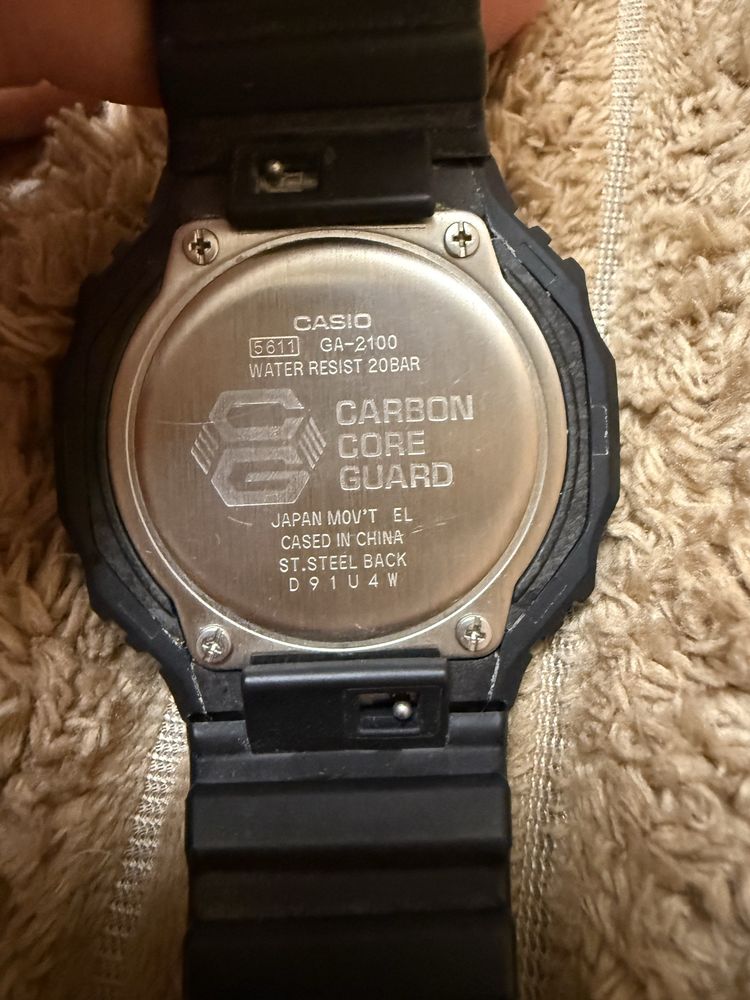 CASIO
5611 GA-2100
WATER RESIST 20BAR
CG
CARBON
CORE
GUARD
JAPAN MOV'T EL
CASED IN CHINA
ST.STEEL BACK
D91U4W